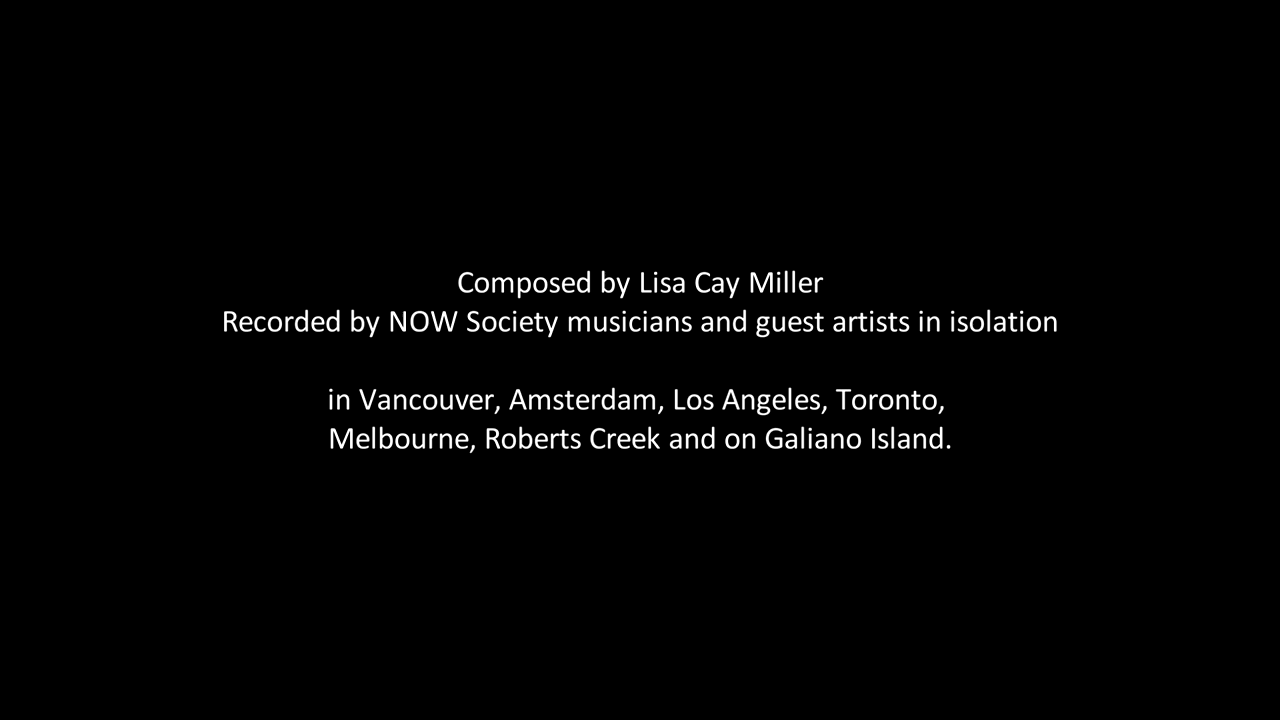 Composed by Lisa Cay Miller
Recorded by NOW Society musicians and guest artists in isolation
in Vancouver, Amsterdam, Los Angeles, Toronto,
Melbourne, Roberts Creek and on Galiano Island.